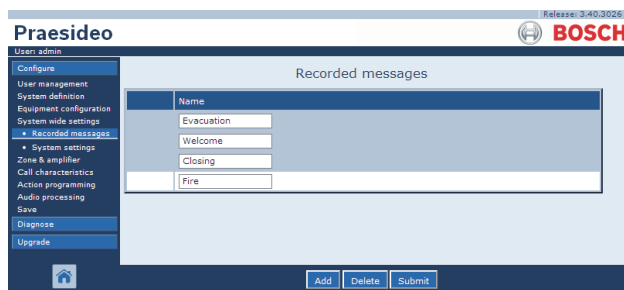 Release: 3.40.3026
Praesideo
BOSCH
User: admin
Configure
User management
System definition
Equipment configuration
System wide settings
• Recorded messages
• System settings
Zone & amplifier
Call characteristics
Action programming
Audio processing
Save
Diagnose
Upgrade
Recorded messages
Name
Evacuation
Welcome
Closing
Fire
Add Delete Submit